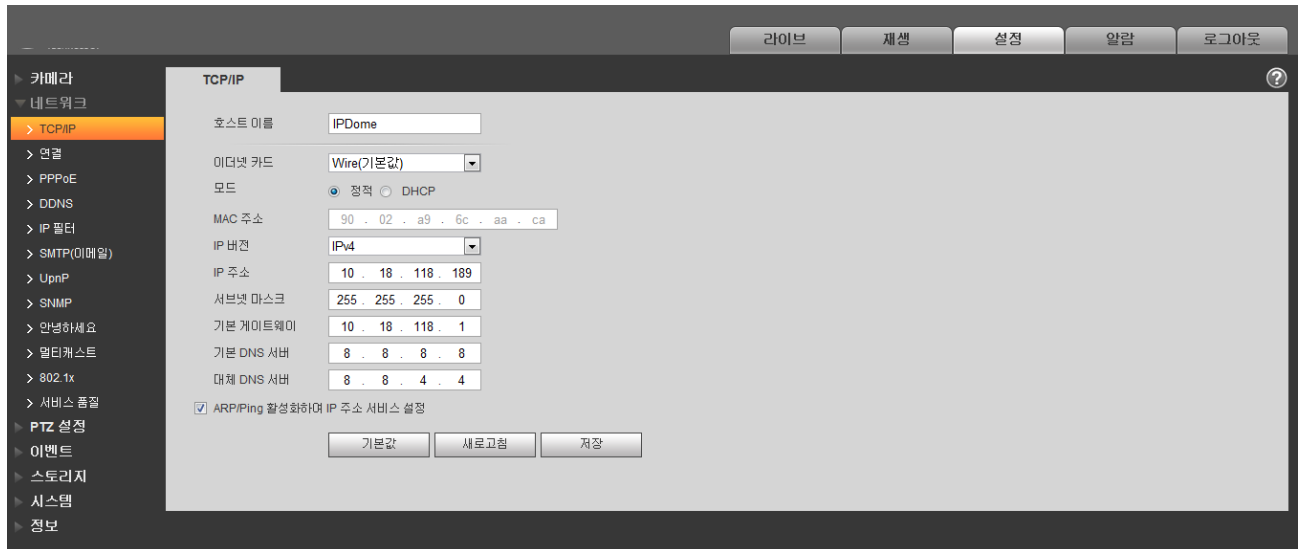 라이브
재생
설정
알람
로그아웃
카메라
네트워크
TCP/IP
연결
PPPoE
DDNS
IP 필터
SMTP(이메일)
UpnP
SNMP
안녕하세요
멀티캐스트
802.1x
서비스 품질
PTZ 설정
이벤트
스토리지
시스템
정보
TCP/IP
?
호스트 이름 IPDome
이더넷 카드 Wire(기본값)
모드 정적 DHCP
MAC 주소 90 . 02 . a9 . 6c . aa . ca
IP 버전 IPv4
IP 주소 10 . 18 . 118 . 189
서브넷 마스크 255 . 255 . 255 . 0
기본 게이트웨이 10 . 18 . 118 . 1
기본 DNS 서버 8 . 8 . 8 . 8
대체 DNS 서버 8 . 8 . 4 . 4
ARP/Ping 활성화하여 IP 주소 서비스 설정
기본값 새로고침 저장